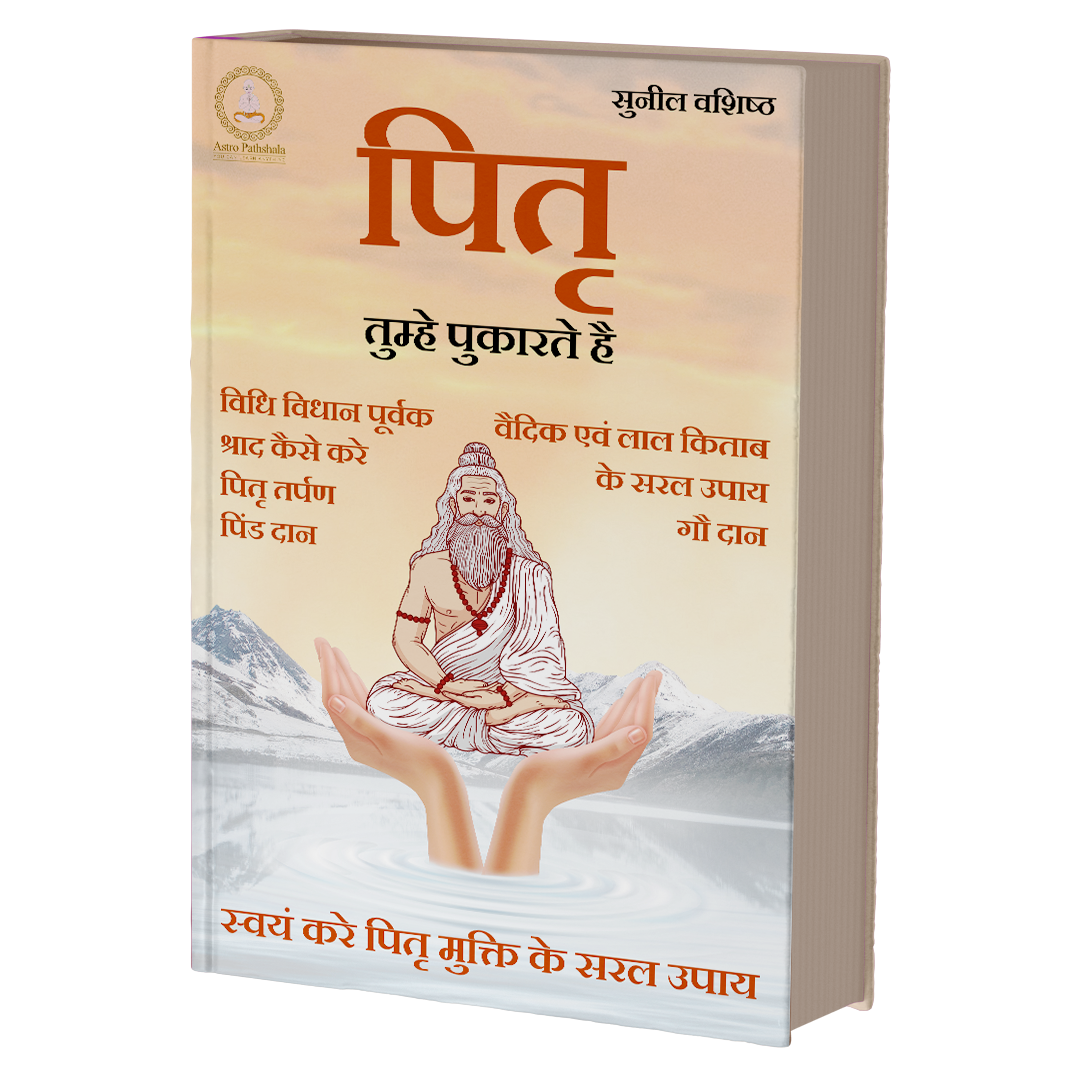 Astro Pathshala
सुनील वशिष्ठ
पितृ
तुम्हे पुकारते है
विधि विधान पूर्वक
श्राद कैसे करे
पितृ तर्पण
पिंड दान
वैदिक एवं लाल किताब
के सरल उपाय
गौ दान
स्वयं करे पितृ मुक्ति के सरल उपाय